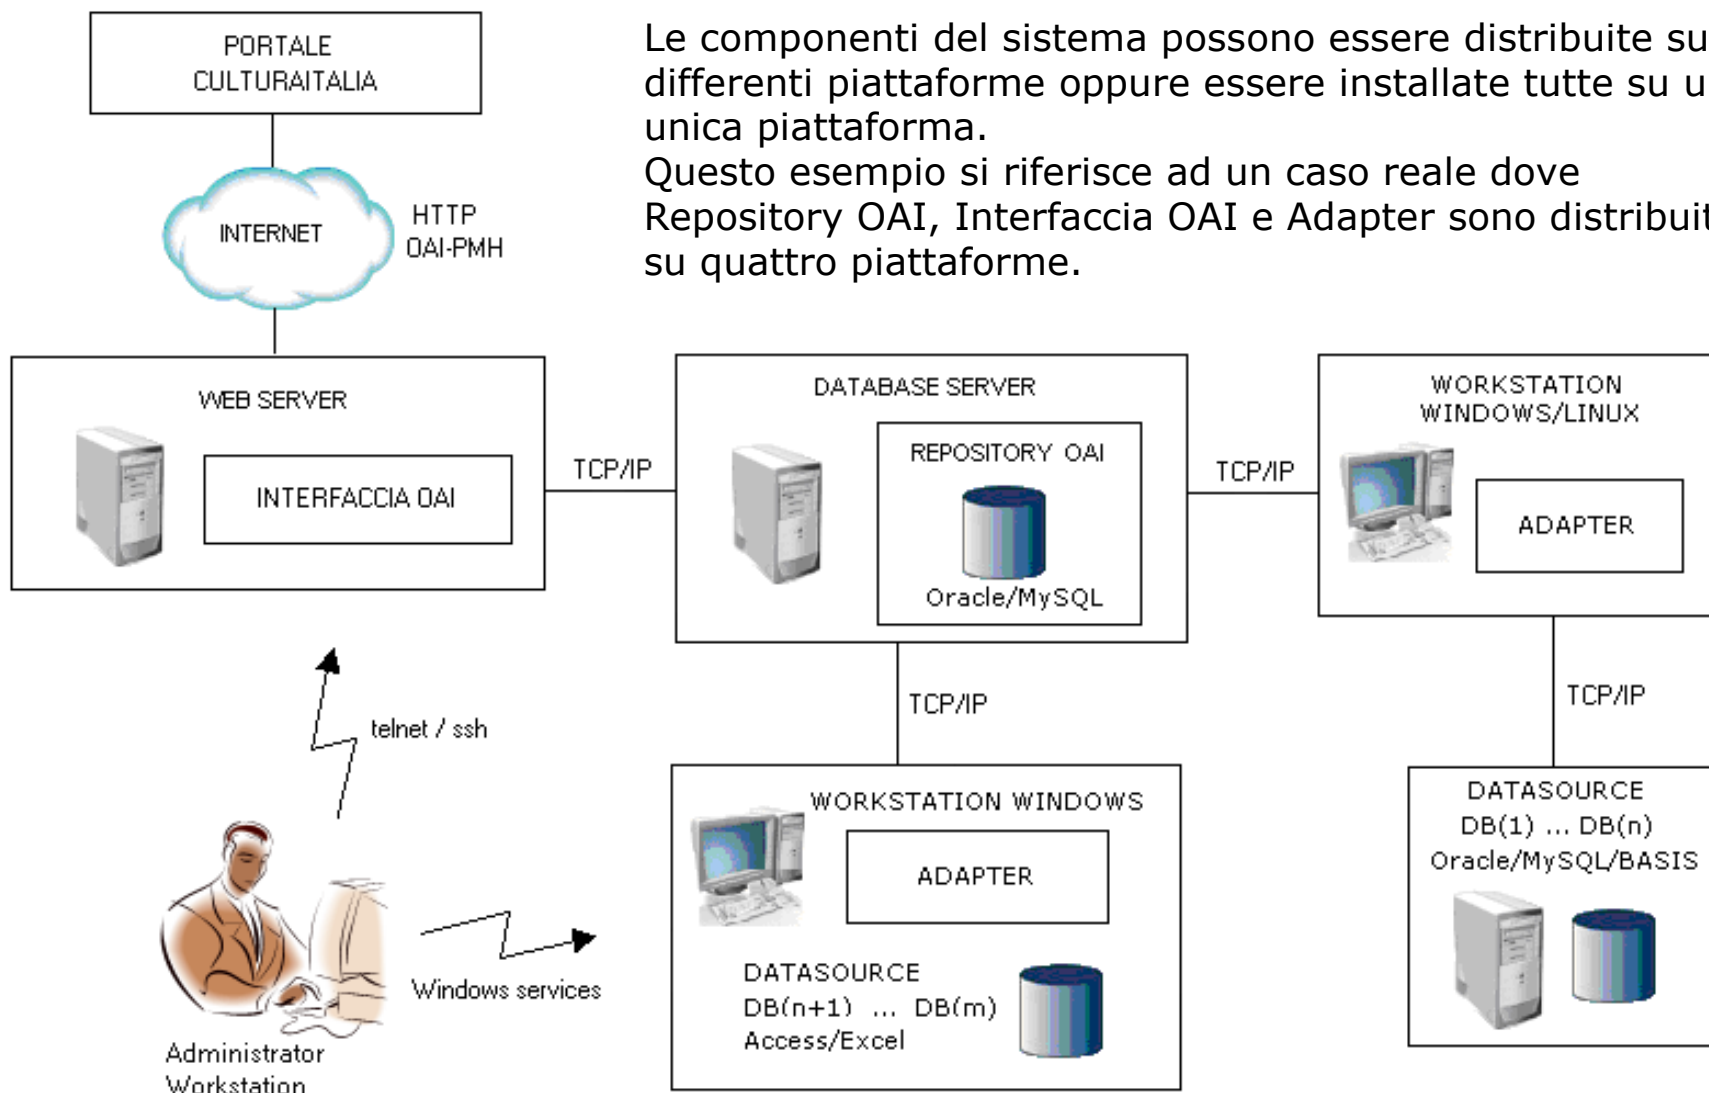 PORTALE
CULTURAITALIA
Le componenti del sistema possono essere distribuite su
differenti piattaforme oppure essere installate tutte su u
unica piattaforma.
Questo esempio si riferisce ad un caso reale dove
Repository OAI, Interfaccia OAI e Adapter sono distribuit
su quattro piattaforme.
INTERNET
HTTP
OAI-PMH
WEB SERVER
INTERFACCIA OAI
TCP/IP
DATABASE SERVER
REPOSITORY OAI
Oracle/MySQL
TCP/IP
WORKSTATION
WINDOWS/LINUX
ADAPTER
telnet / ssh
TCP/IP
TCP/IP
WORKSTATION WINDOWS
ADAPTER
DATASOURCE
DB(n+1) ... DB(m)
Access/Excel
DATASOURCE
DB(1) ... DB(n)
Oracle/MySQL/BASIS
Windows services
Administrator
Workstation